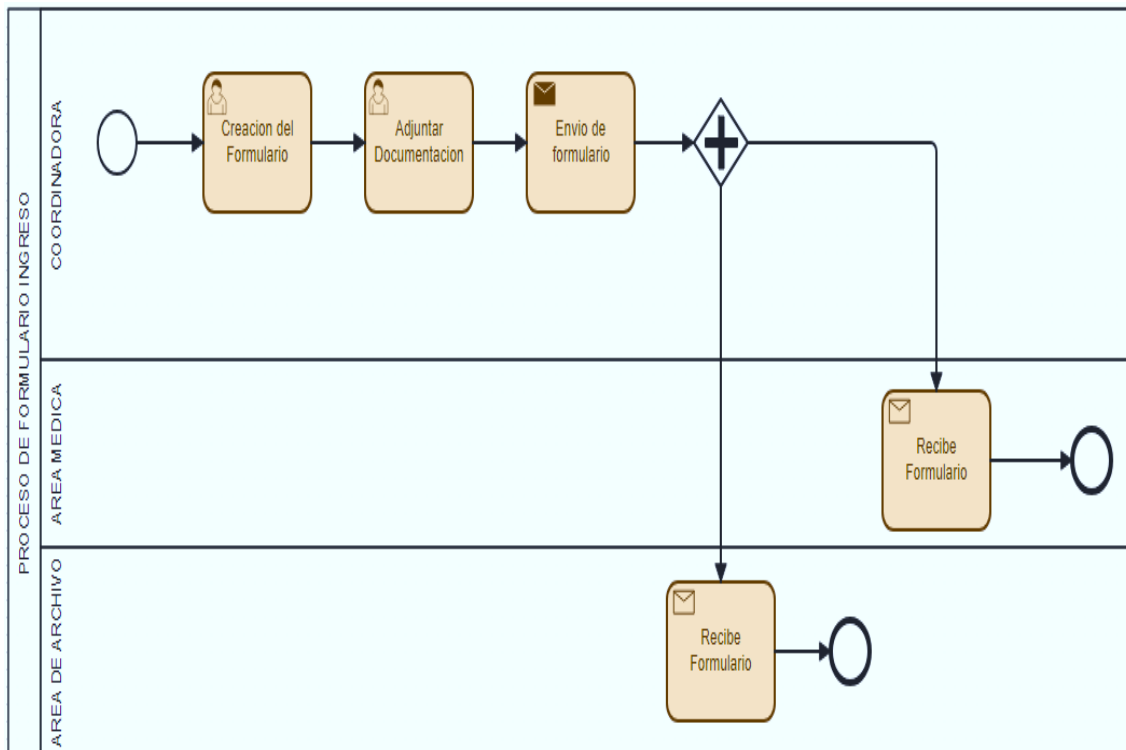 PROCESO DE FORMULARIO INGRESO
COORDINADORA
Creacion del
Formulario
Adjuntar
Documentacion
Envio de
formulario
AREA MEDICA
Recibe
Formulario
AREA DE ARCHIVO
Recibe
Formulario